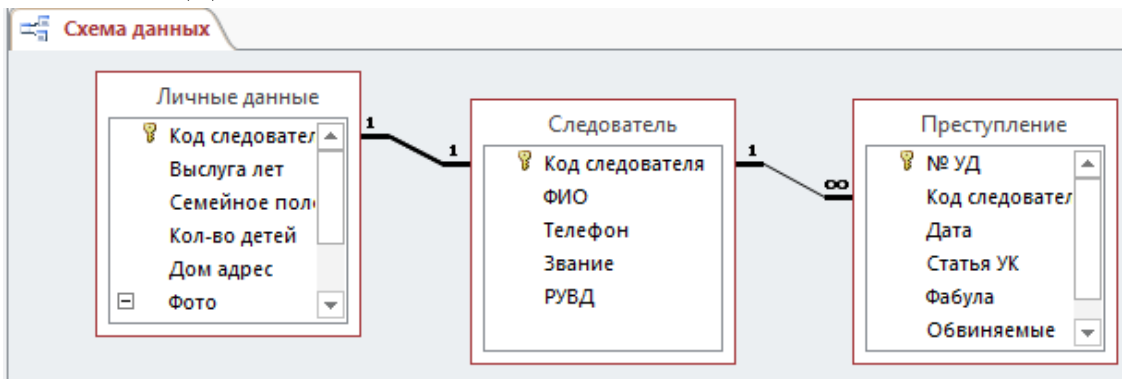 Схема данных
Личные данные
Код следовател
Выслуга лет
Семейное поло
Кол-во детей
Дом адрес
Фото
1
1
Следователь
Код следователя
ФИО
Телефон
Звание
РУВД
1
∞
Преступление
№ УД
Код следовател
Дата
Статья УК
Фабула
Обвиняемые